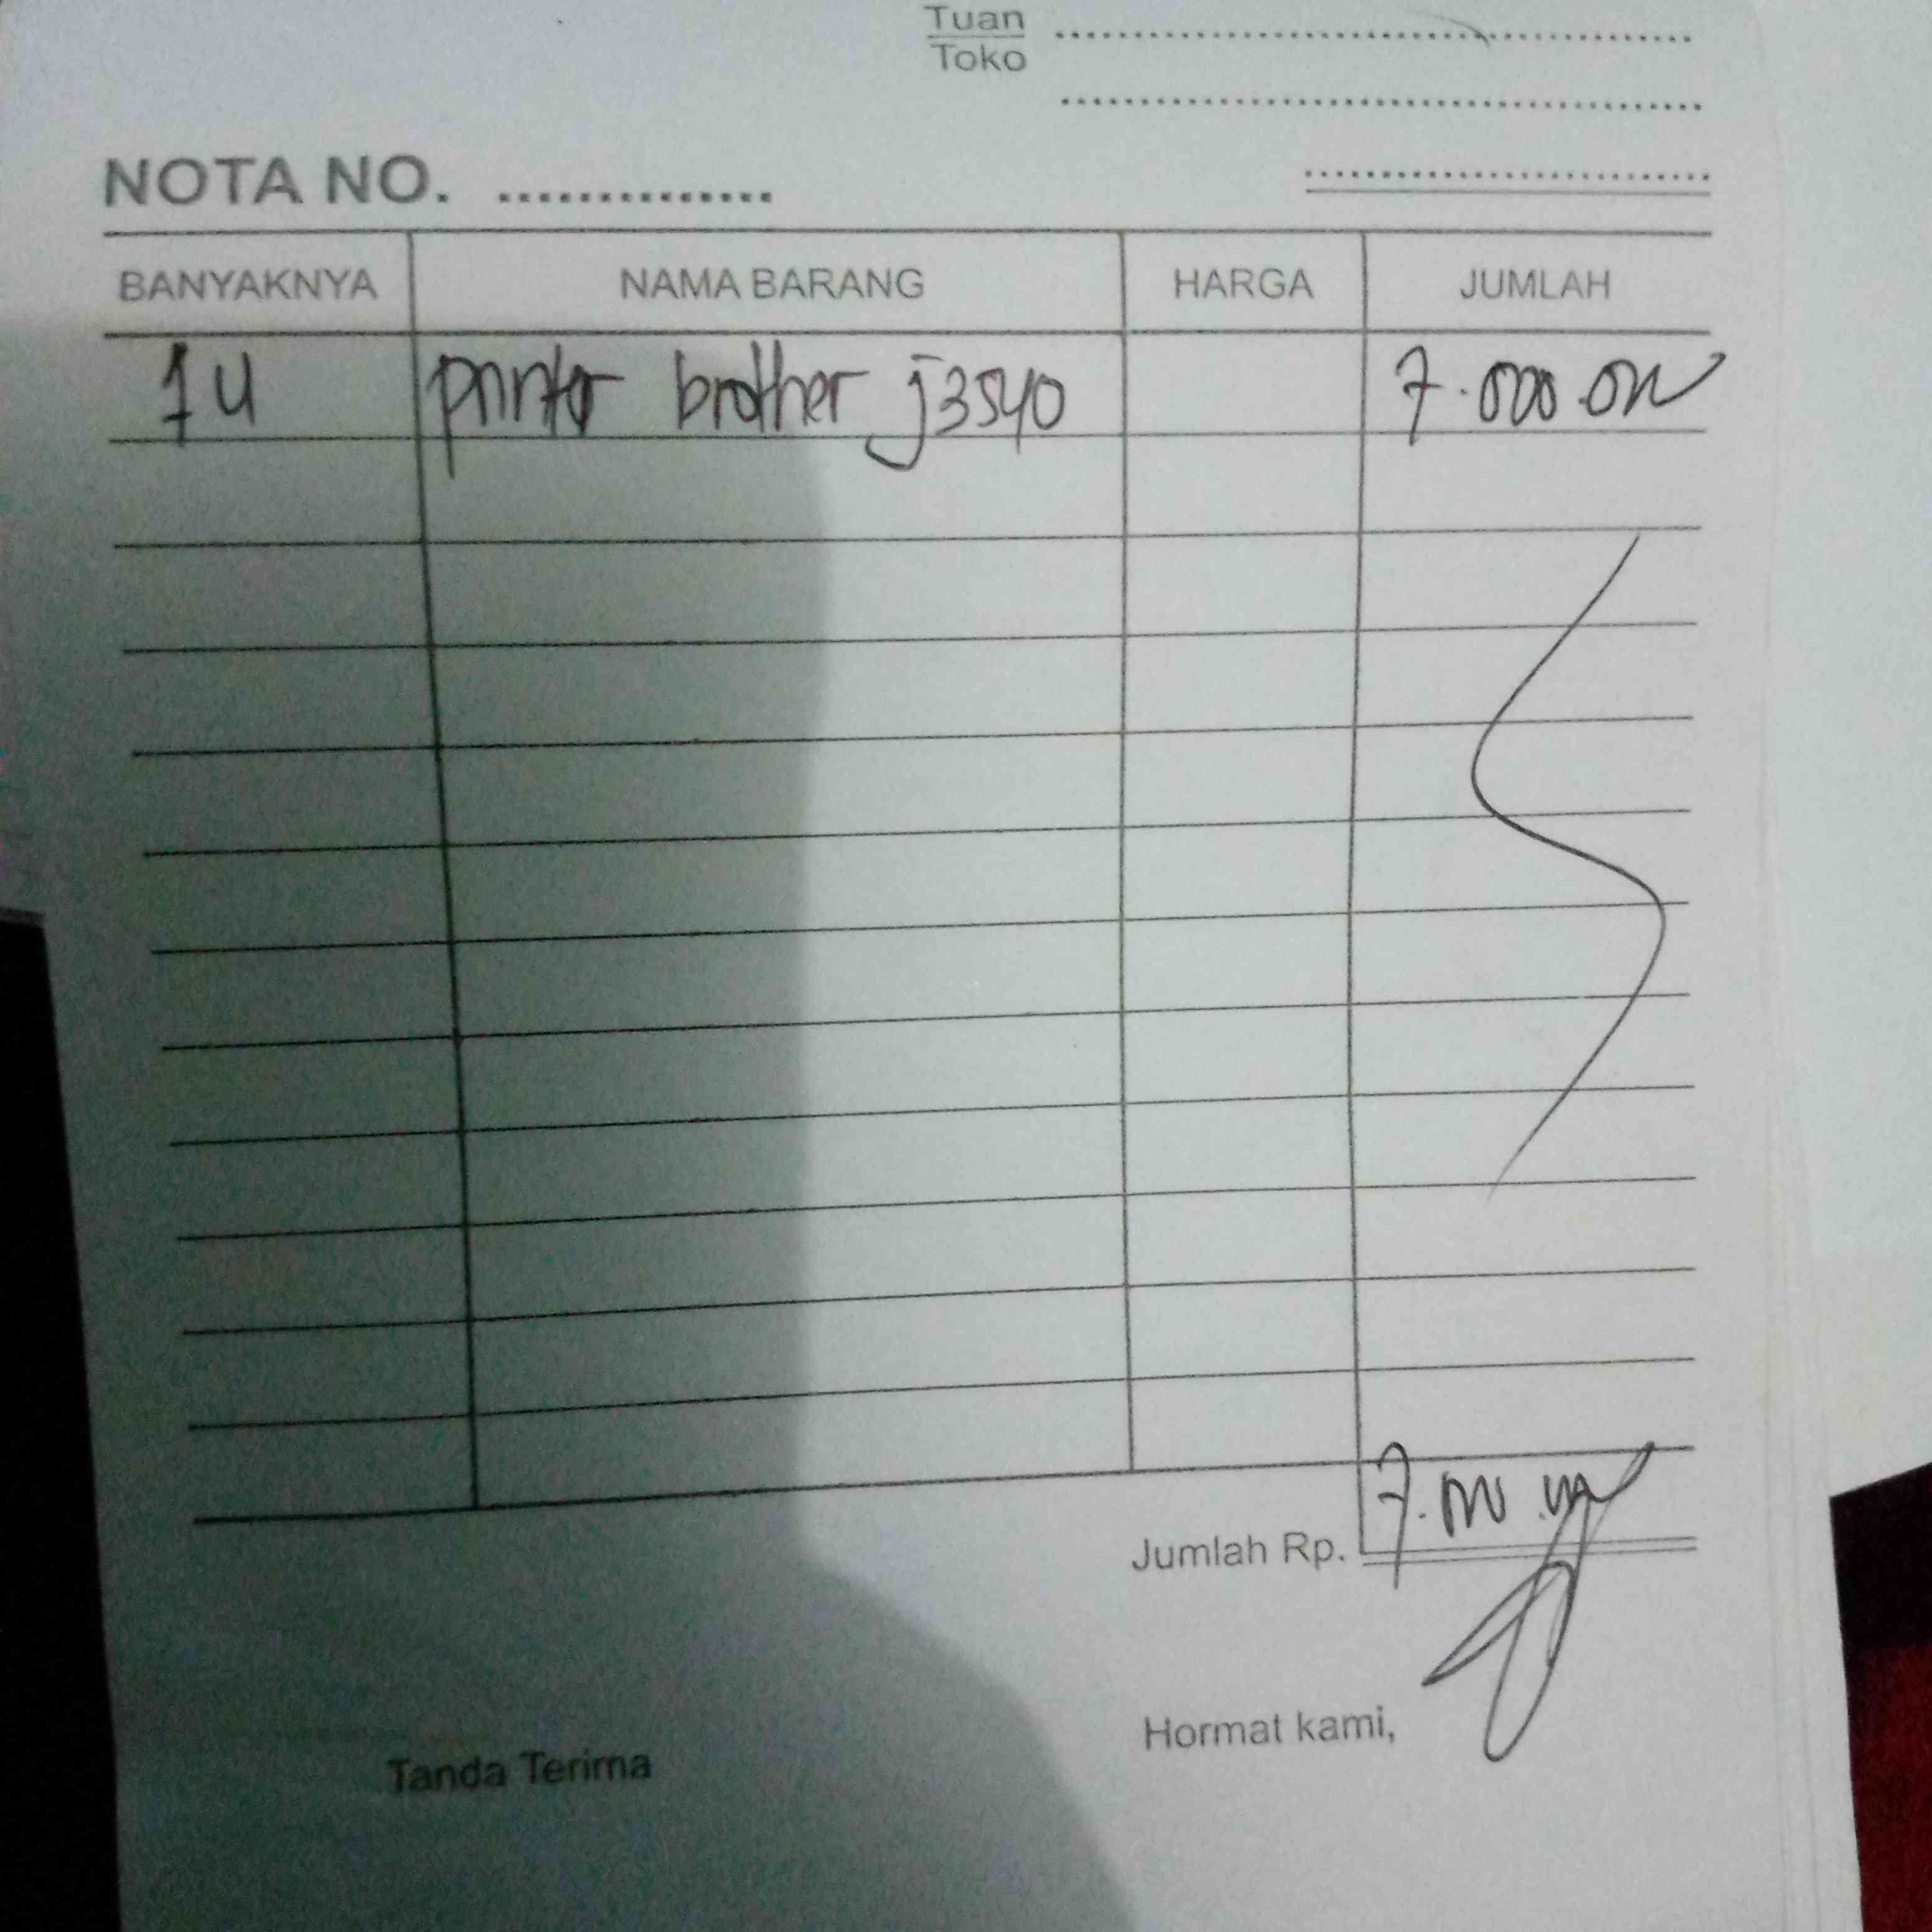 Tuan
Toko
NOTA NO.
BANYAKNYA NAMA BARANG HARGA JUMLAH
1 U printer brother j3540 7.000.000
7.000.000
Jumlah Rp.
Hormat kami,
Tanda Terima